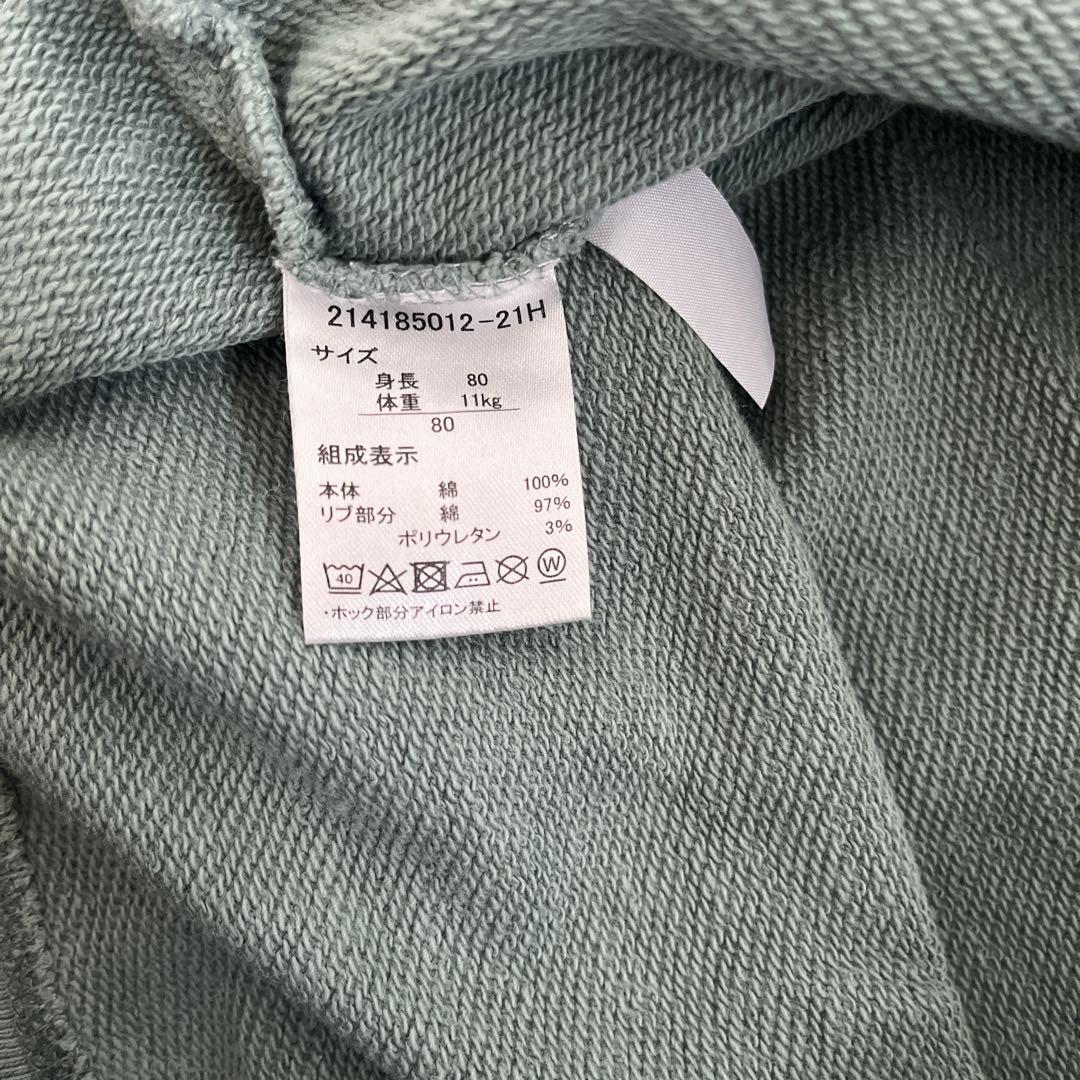 214185012-21H
サイズ
身長 80
体重 11kg
80
組成表示
本体 綿 100%
リブ部分 綿 97%
ポリウレタン 3%
40 W
・ホック部分アイロン禁止